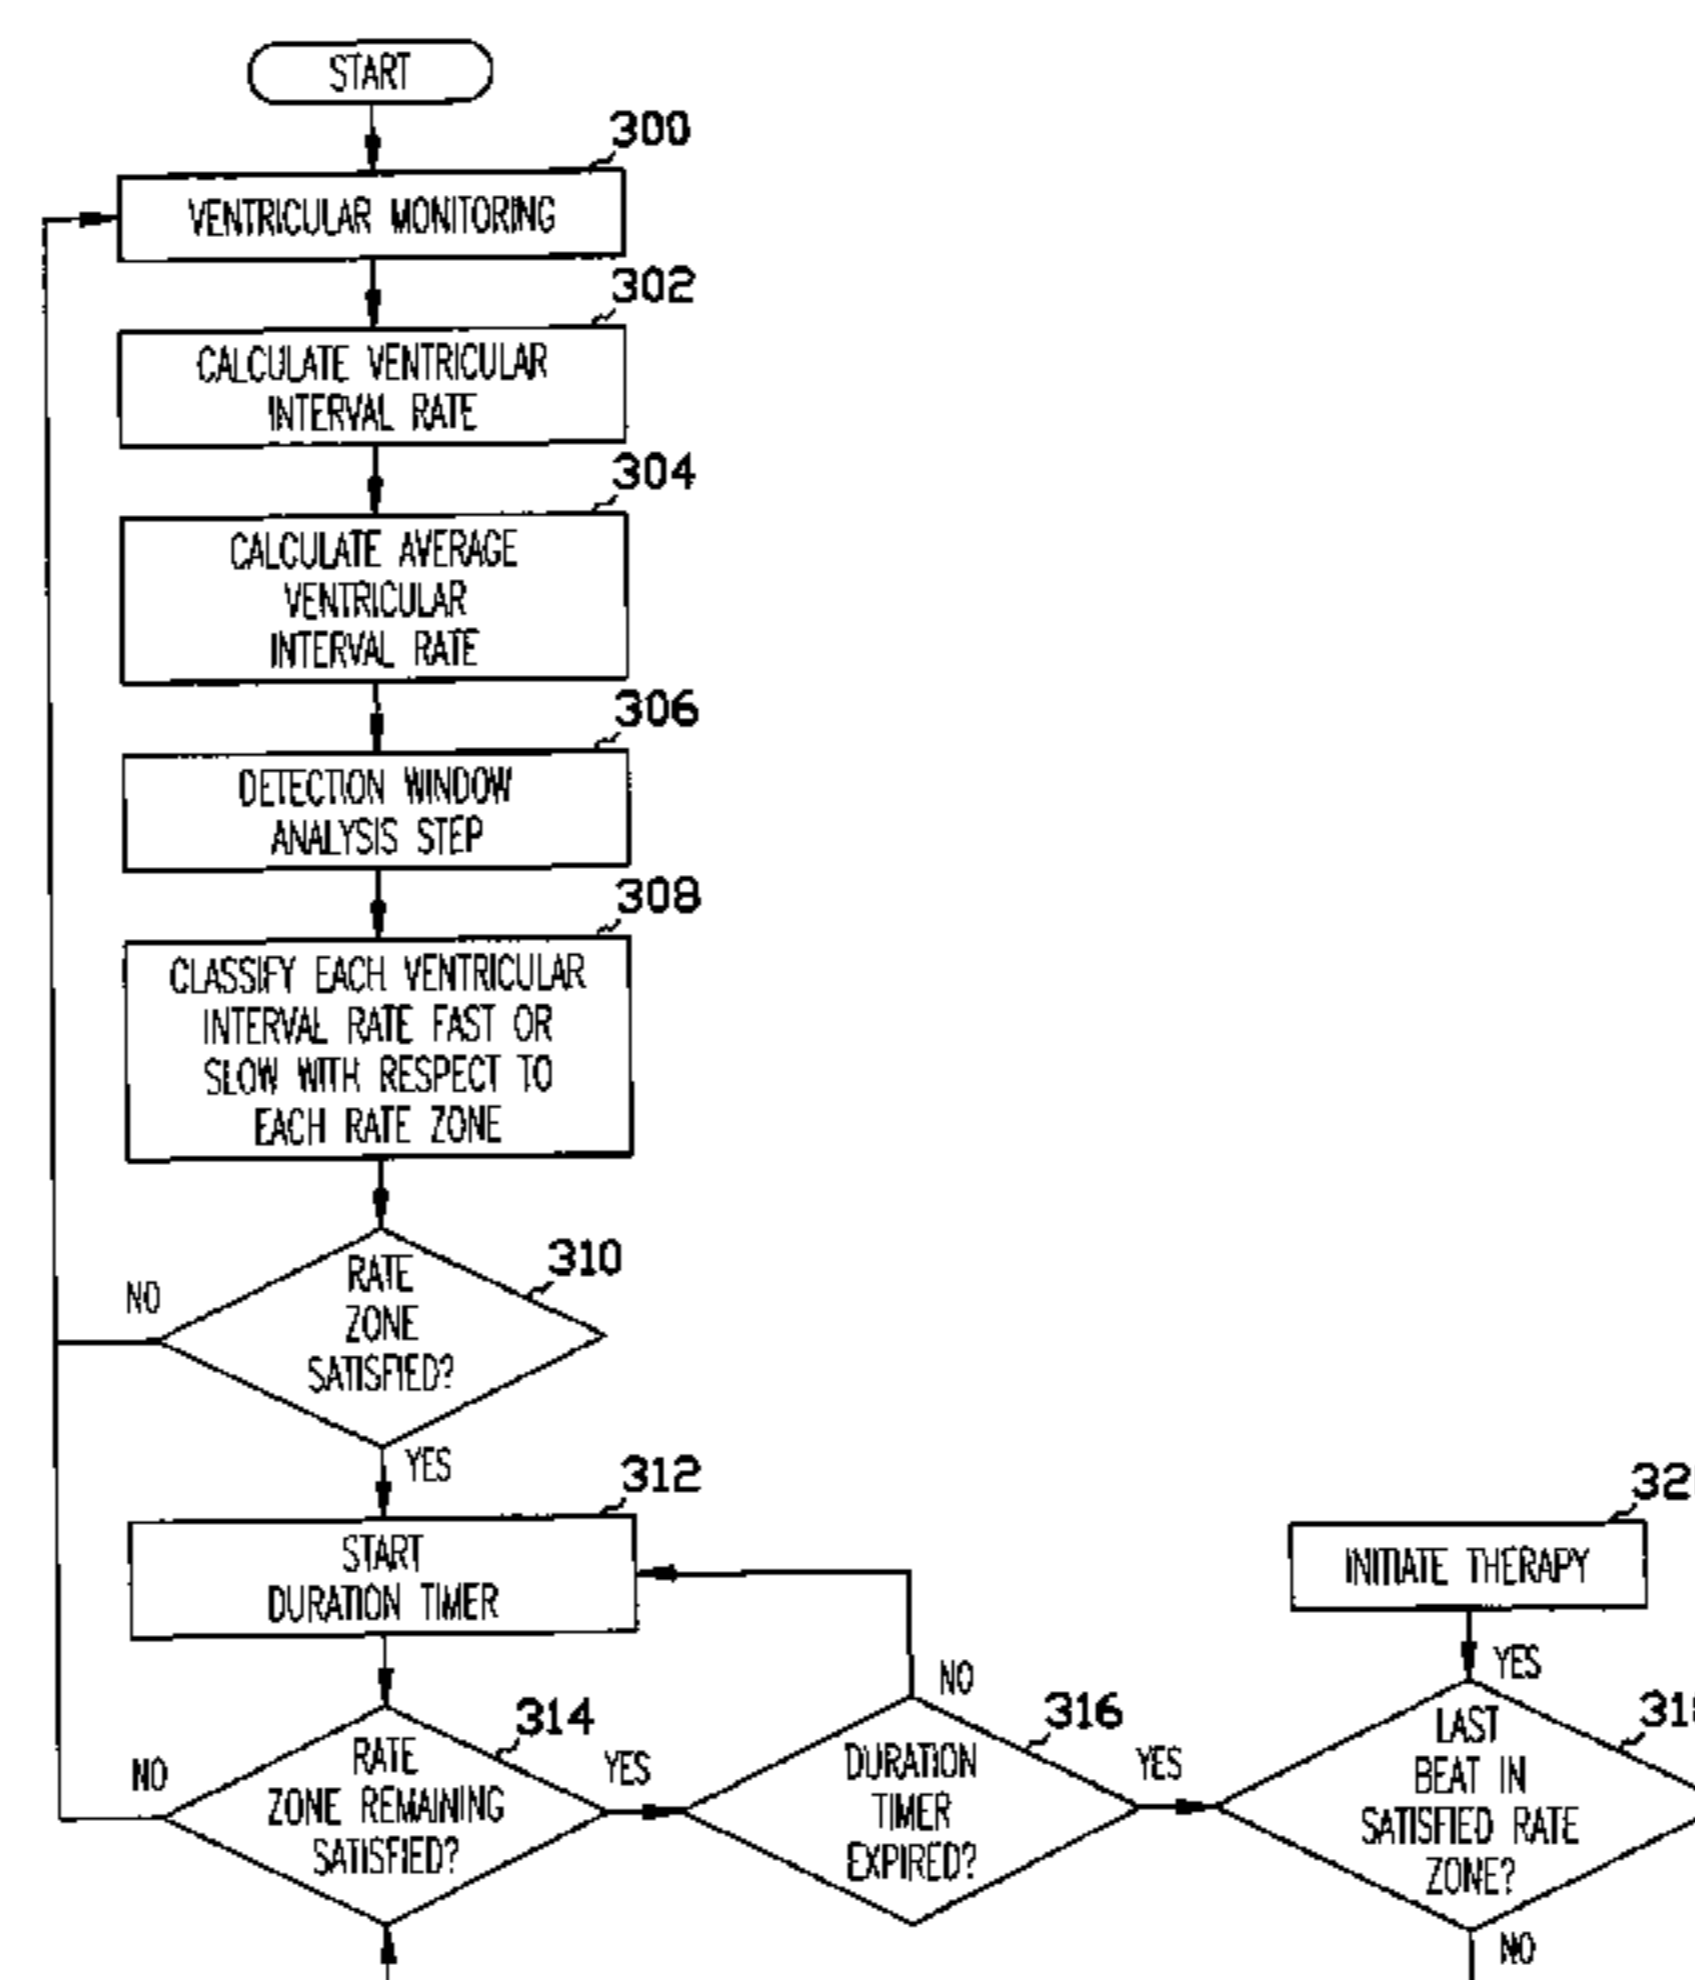 START
300
VENTRICULAR MONITORING
302
CALCULATE VENTRICULAR
INTERVAL RATE
304
CALCULATE AVERAGE
VENTRICULAR
INTERVAL RATE
306
DETECTION WINDOW
ANALYSIS STEP
308
CLASSIFY EACH VENTRICULAR
INTERVAL RATE FAST OR
SLOW WITH RESPECT TO
EACH RATE ZONE
310
RATE
ZONE
SATISFIED?
NO
YES
312
START
DURATION TIMER
314
RATE
ZONE REMAINING
SATISFIED?
NO
YES
316
DURATION
TIMER
EXPIRED?
NO
YES
INITIATE THERAPY
YES
LAST
BEAT IN
SATISFIED RATE
ZONE?
NO